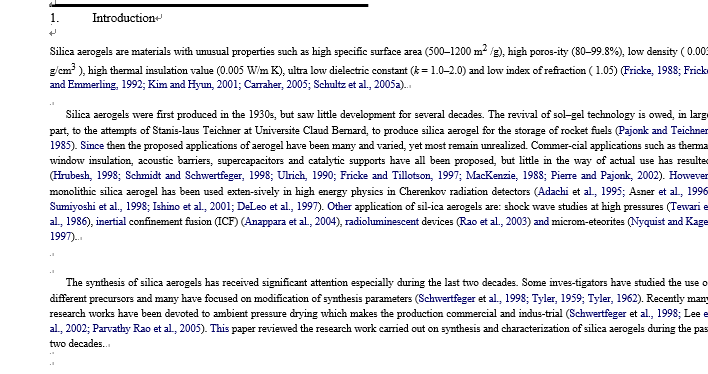 1. Introduction
Silica aerogels are materials with unusual properties such as high specific surface area (500–1200 m2 /g), high poros-ity (80–99.8%), low density ( 0.003
g/cm3 ), high thermal insulation value (0.005 W/m K), ultra low dielectric constant (k = 1.0–2.0) and low index of refraction ( 1.05) (Fricke, 1988; Fricke
and Emmerling, 1992; Kim and Hyun, 2001; Carraher, 2005; Schultz et al., 2005a).
Silica aerogels were first produced in the 1930s, but saw little development for several decades. The revival of sol–gel technology is owed, in large
part, to the attempts of Stanis-laus Teichner at Universite Claud Bernard, to produce silica aerogel for the storage of rocket fuels (Pajonk and Teichner,
1985). Since then the proposed applications of aerogel have been many and varied, yet most remain unrealized. Commer-cial applications such as thermal
window insulation, acoustic barriers, supercapacitors and catalytic supports have all been proposed, but little in the way of actual use has resulted
(Hrubesh, 1998; Schmidt and Schwertfeger, 1998; Ulrich, 1990; Fricke and Tillotson, 1997; MacKenzie, 1988; Pierre and Pajonk, 2002). However,
monolithic silica aerogel has been used exten-sively in high energy physics in Cherenkov radiation detectors (Adachi et al., 1995; Asner et al., 1996;
Sumiyoshi et al., 1998; Ishino et al., 2001; DeLeo et al., 1997). Other application of sil-ica aerogels are: shock wave studies at high pressures (Tewari e
al., 1986), inertial confinement fusion (ICF) (Anappara et al., 2004), radioluminescent devices (Rao et al., 2003) and microm-eteorites (Nyquist and Kage
1997).
The synthesis of silica aerogels has received significant attention especially during the last two decades. Some inves-tigators have studied the use o
different precursors and many have focused on modification of synthesis parameters (Schwertfeger et al., 1998; Tyler, 1959; Tyler, 1962). Recently many
research works have been devoted to ambient pressure drying which makes the production commercial and indus-trial (Schwertfeger et al., 1998; Lee e
al., 2002; Parvathy Rao et al., 2005). This paper reviewed the research work carried out on synthesis and characterization of silica aerogels during the pas
two decades.